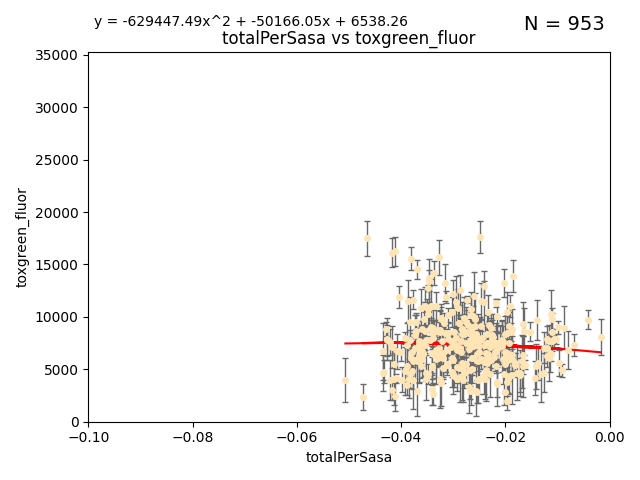 y = -629447.49x^2 + -50166.05x + 6538.26
N = 953
totalPerSasa vs toxgreen_fluor
35000
30000
25000
20000
15000
10000
5000
0
toxgreen_fluor
−0.10
−0.08
−0.06
−0.04
−0.02
0.00
totalPerSasa